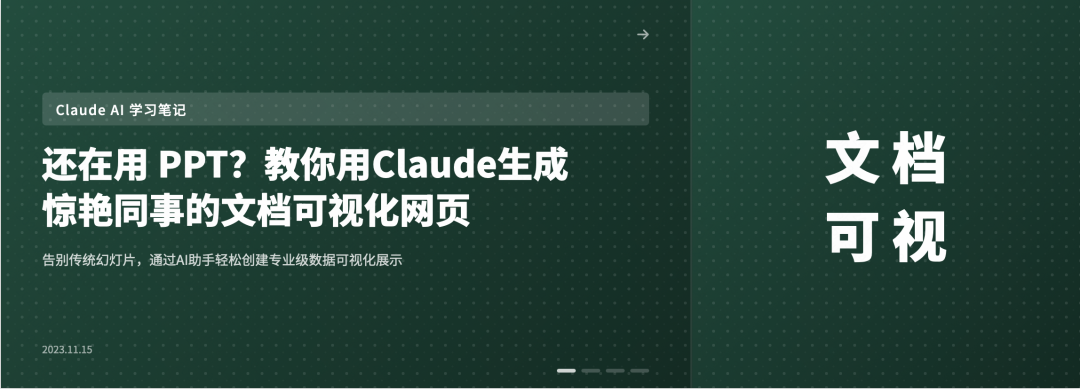 →
Claude AI 学习笔记
还在用 PPT？教你用Claude生成
惊艳同事的文档可视化网页
告别传统幻灯片，通过AI助手轻松创建专业级数据可视化展示
2023.11.15
文档
可视